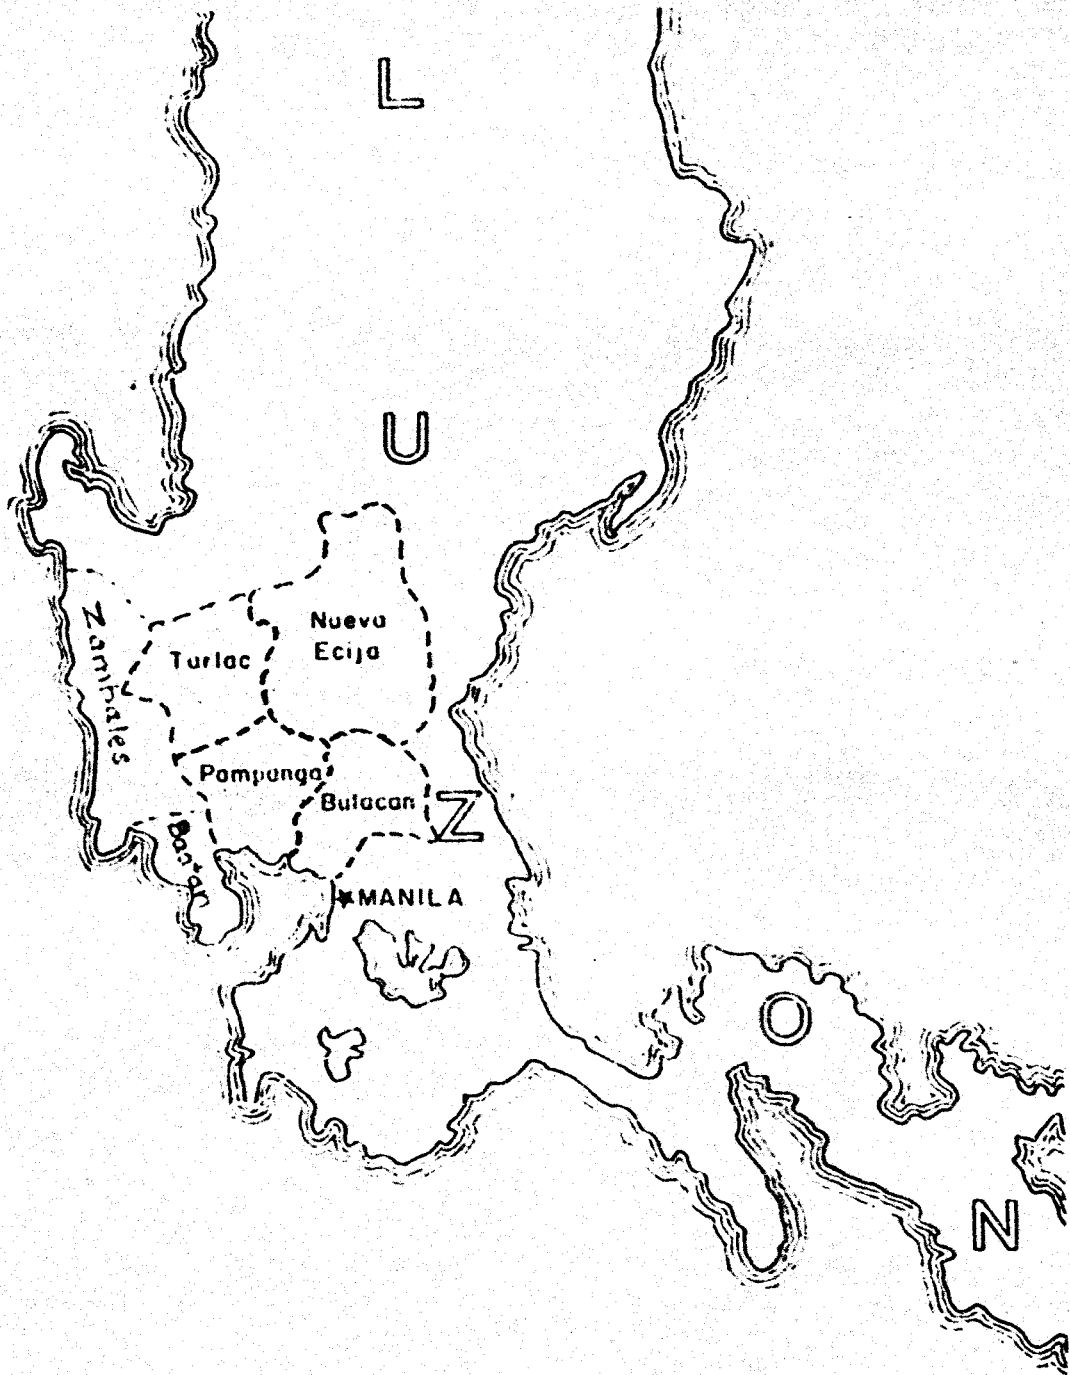 L
U
Nueva
Ecija
Tarlac
Zambales
Pampanga
Bulacan
Z
Bataan
MANILA
O
N